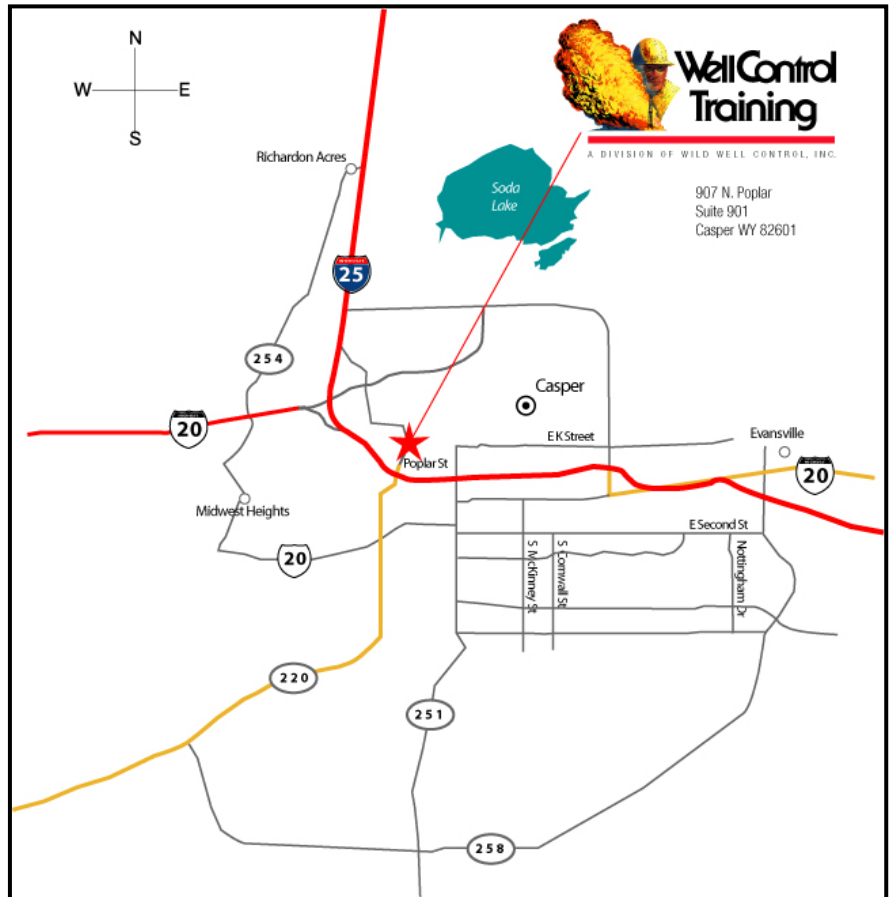 N
W E
S
Well Control
Training
A DIVISION OF WILD WELL CONTROL, INC.
907 N. Poplar
Suite 901
Casper WY 82601
Richardon Acres
Soda
Lake
25
254
20
Casper
E K Street
Evansville
Poplar St
20
Midwest Heights
E Second St
20
S McKinney St
S Cornwall St
Nottingham Dr
220
251
258